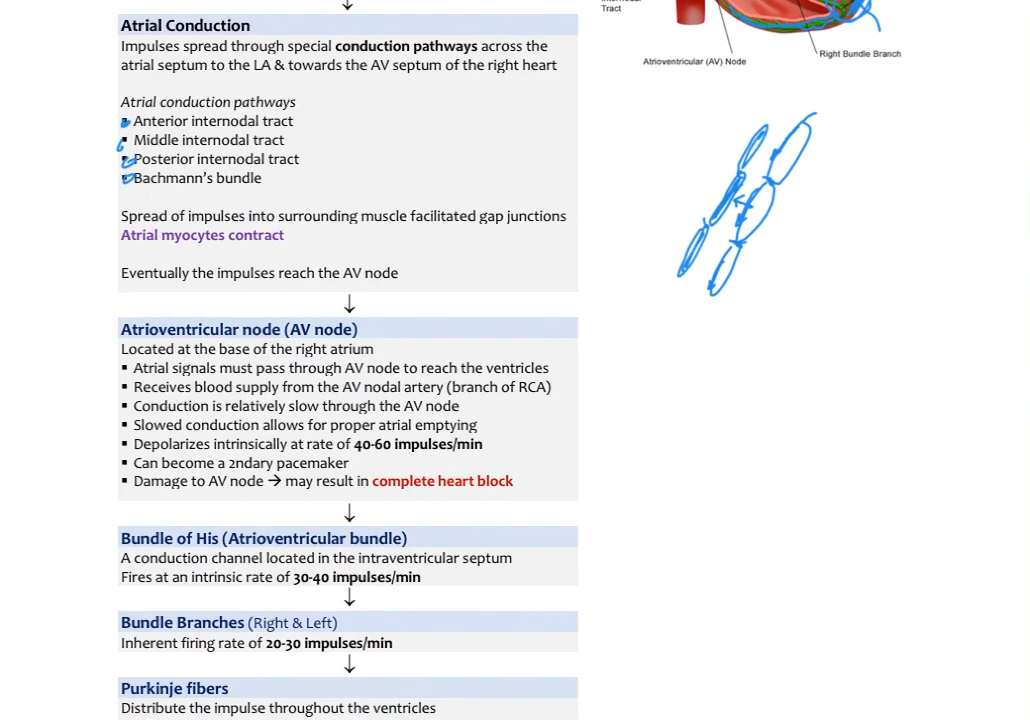 Tract
Atrioventricular (AV) Node
Right Bundle Branch
Atrial Conduction
Impulses spread through special conduction pathways across the
atrial septum to the LA & towards the AV septum of the right heart
Atrial conduction pathways
▪ Anterior internodal tract
▪ Middle internodal tract
▪ Posterior internodal tract
▪ Bachmann's bundle
Spread of impulses into surrounding muscle facilitated gap junctions
Atrial myocytes contract
Eventually the impulses reach the AV node
↓
Atrioventricular node (AV node)
Located at the base of the right atrium
▪ Atrial signals must pass through AV node to reach the ventricles
▪ Receives blood supply from the AV nodal artery (branch of RCA)
▪ Conduction is relatively slow through the AV node
▪ Slowed conduction allows for proper atrial emptying
▪ Depolarizes intrinsically at rate of 40-60 impulses/min
▪ Can become a 2ndary pacemaker
▪ Damage to AV node → may result in complete heart block
↓
Bundle of His (Atrioventricular bundle)
A conduction channel located in the intraventricular septum
Fires at an intrinsic rate of 30-40 impulses/min
↓
Bundle Branches (Right & Left)
Inherent firing rate of 20-30 impulses/min
↓
Purkinje fibers
Distribute the impulse throughout the ventricles